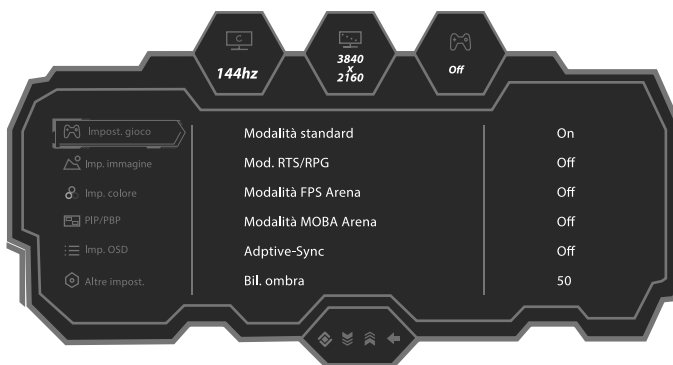 144hz
3840
x
2160
Off
Impost. gioco
Imp. immagine
Imp. colore
PIP/PBP
Imp. OSD
Altre impost.
Modalità standard On
Mod. RTS/RPG Off
Modalità FPS Arena Off
Modalità MOBA Arena Off
Adptive-Sync Off
Bil. ombra 50